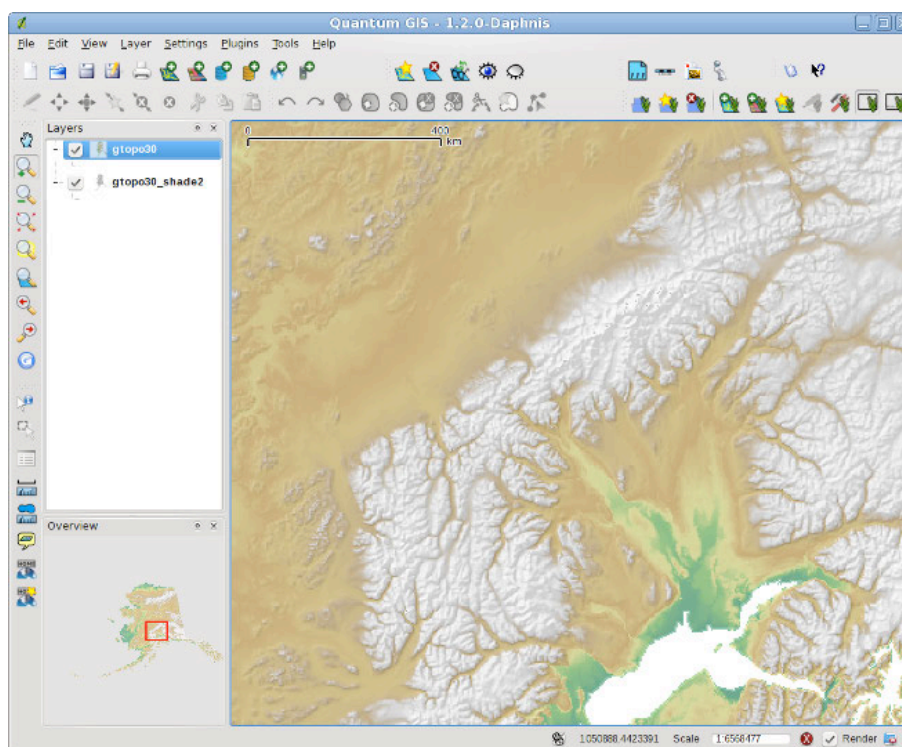 Quantum GIS - 1.2.0-Daphnis
File Edit View Layer Settings Plugins Tools Help
Layers
gtopo30
gtopo30_shade2
0 400
km
Overview
1050888,4423391 Scale 1:6568477 Render